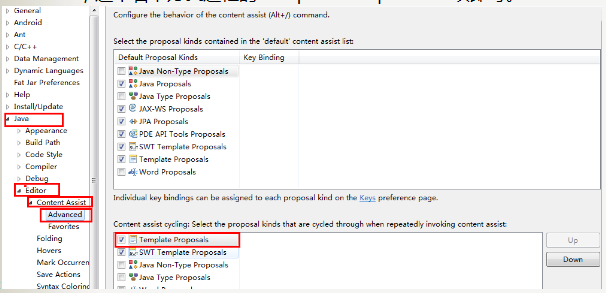 General
Android
Ant
C/C++
Data Management
Dynamic Languages
Fat Jar Preferences
Help
Install/Update
Java
Appearance
Build Path
Code Style
Compiler
Debug
Editor
Content Assist
Advanced
Favorites
Folding
Hovers
Mark Occurren
Save Actions
Syntax Coloring
Configure the behavior of the content assist (Alt+/) command.
Select the proposal kinds contained in the 'default' content assist list:
Default Proposal Kinds Key Binding
Java Non-Type Proposals
Java Proposals
Java Type Proposals
JAX-WS Proposals
JPA Proposals
PDE API Tools Proposals
SWT Template Proposals
Template Proposals
Word Proposals
Individual key bindings can be assigned to each proposal kind on the Keys preference page.
Content assist cycling: Select the proposal kinds that are cycled through when repeatedly invoking content assist:
Template Proposals
SWT Template Proposals
Java Non-Type Proposals
Java Type Proposals
Up
Down